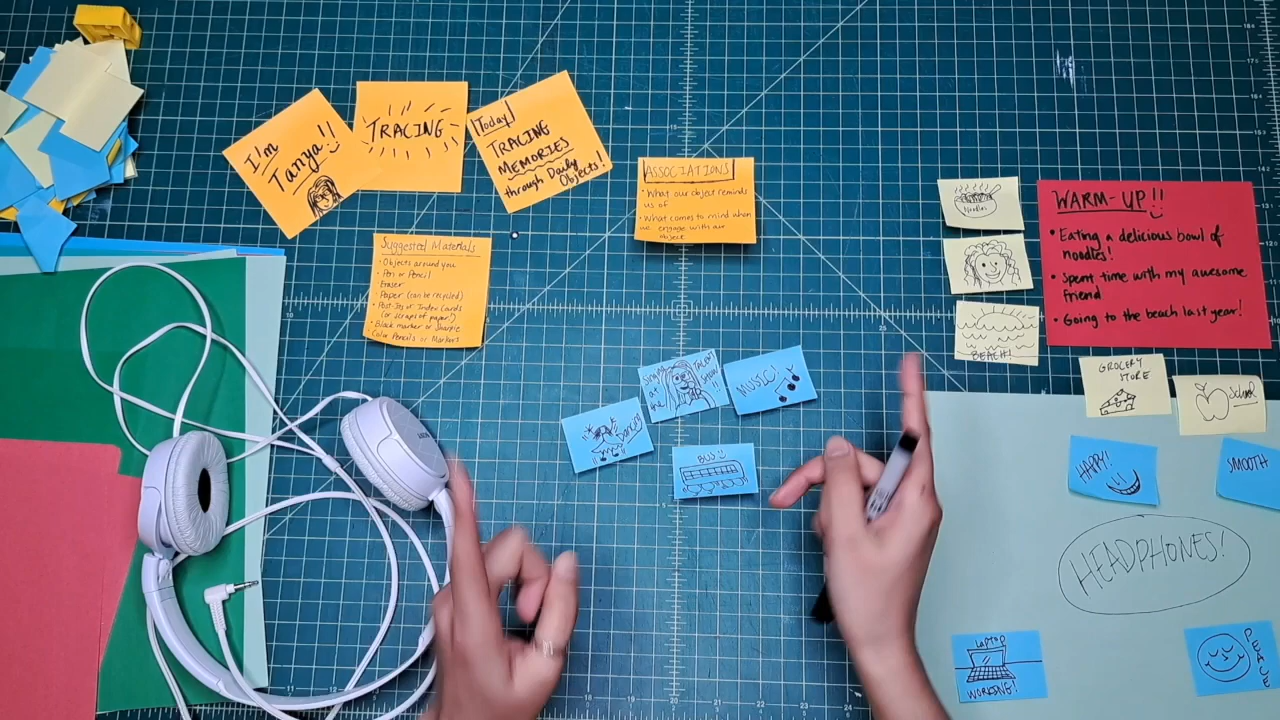 I'm
Tanya!!
TRACING
Today
TRACING
MEMORIES
through Daily
Objects!
ASSOCIATIONS
• What our object reminds
us of
• What comes to mind when
we engage with our
object
Suggested Materials
• Objects around you
• Pen or Pencil
Eraser
• Paper (can be recycled)
• Post-Its or Index Cards
(or scraps of paper!)
• Black marker or Sharpie
• Color Pencils or Markers
Noodles
BEACH!
WARM-UP!!
• Eating a delicious bowl of
noodles!
• Spent time with my awesome
friend
• Going to the beach last year!
GROCERY
STORE
School
HAPPY!
SMOOTH
HEADPHONES!
LAPTOP
WORKING!
PEACE
TALENT
SHOW!!
MUSIC!
DANCE!
BUS